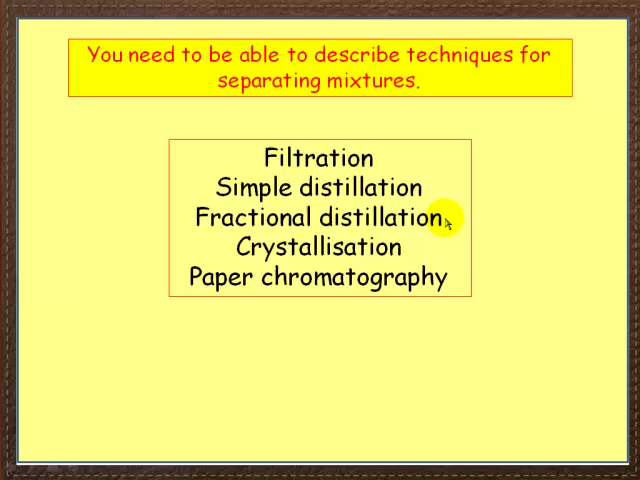 You need to be able to describe techniques for
separating mixtures.
Filtration
Simple distillation
Fractional distillation
Crystallisation
Paper chromatography